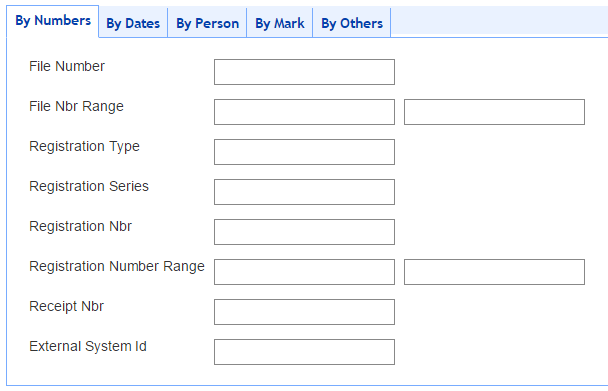 By Numbers By Dates By Person By Mark By Others
File Number
File Nbr Range
Registration Type
Registration Series
Registration Nbr
Registration Number Range
Receipt Nbr
External System Id